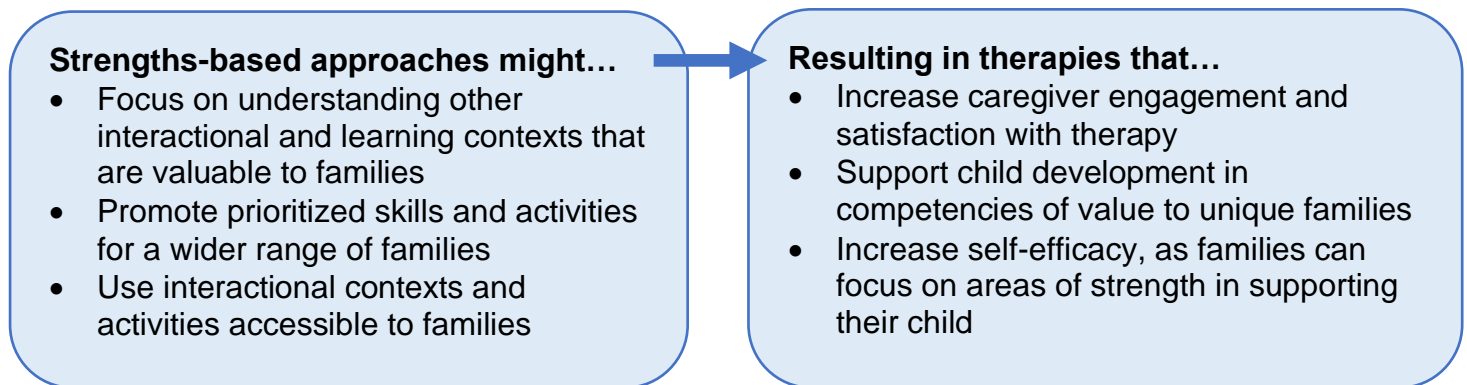 Strengths-based approaches might…
• Focus on understanding other
interactional and learning contexts that
are valuable to families
• Promote prioritized skills and activities
for a wider range of families
• Use interactional contexts and
activities accessible to families
Resulting in therapies that…
• Increase caregiver engagement and
satisfaction with therapy
• Support child development in
competencies of value to unique families
• Increase self-efficacy, as families can
focus on areas of strength in supporting
their child